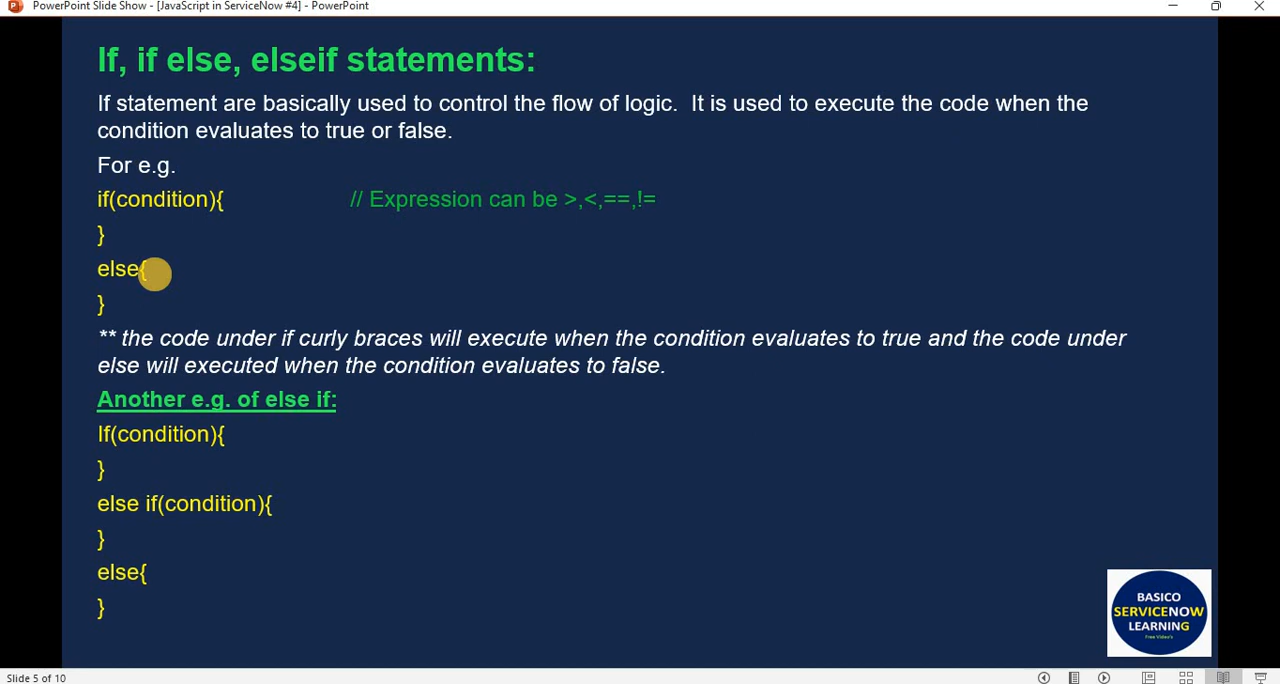 PowerPoint Slide Show - [JavaScript in ServiceNow #4] - PowerPoint
If, if else, elseif statements:
If statement are basically used to control the flow of logic.  It is used to execute the code when the
condition evaluates to true or false.
For e.g.
if(condition){ // Expression can be >,<,==,!=
}
else{
}
** the code under if curly braces will execute when the condition evaluates to true and the code under
else will executed when the condition evaluates to false.
Another e.g. of else if:
If(condition){
}
else if(condition){
}
else{
}
BASICO
SERVICENOW
LEARNING
Free Video's
Slide 5 of 10